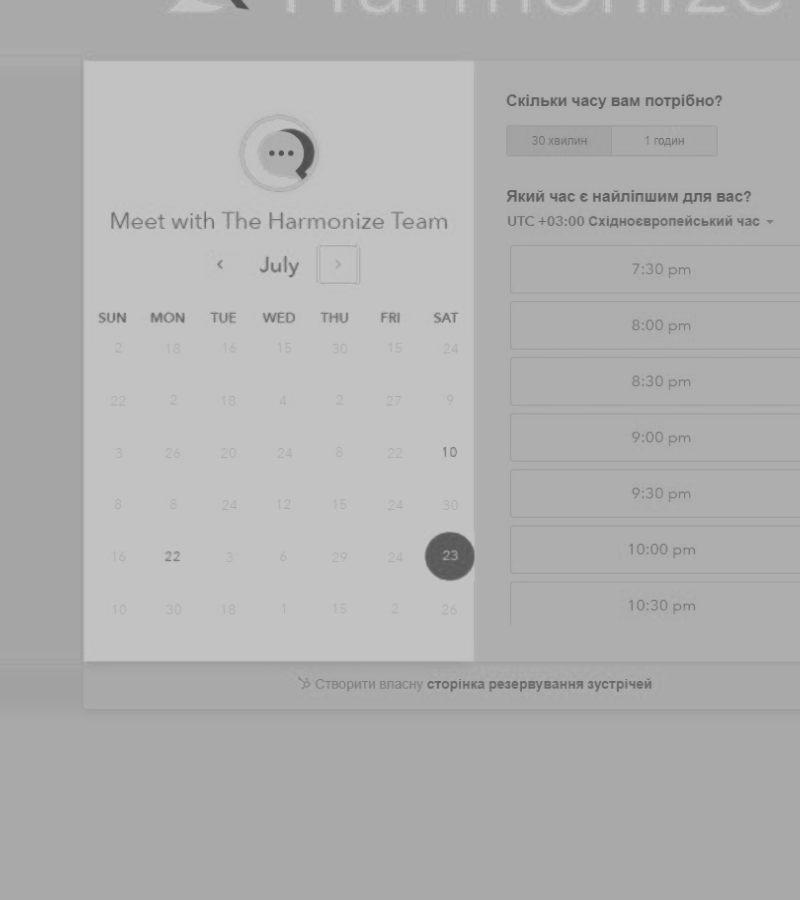 Harmonize
Meet with The Harmonize Team
‹ July ›
SUN MON TUE WED THU FRI SAT
2 18 16 15 30 15 24
22 2 18 4 2 27 9
3 26 20 24 8 22 10
8 8 24 12 15 24 30
16 22 3 6 29 24 23
10 30 18 1 15 2 26
Скільки часу вам потрібно?
30 хвилин 1 годин
Який час є найліпшим для вас?
UTC +03:00 Східноєвропейський час
7:30 pm
8:00 pm
8:30 pm
9:00 pm
9:30 pm
10:00 pm
10:30 pm
Створити власну сторінка резервування зустрічей